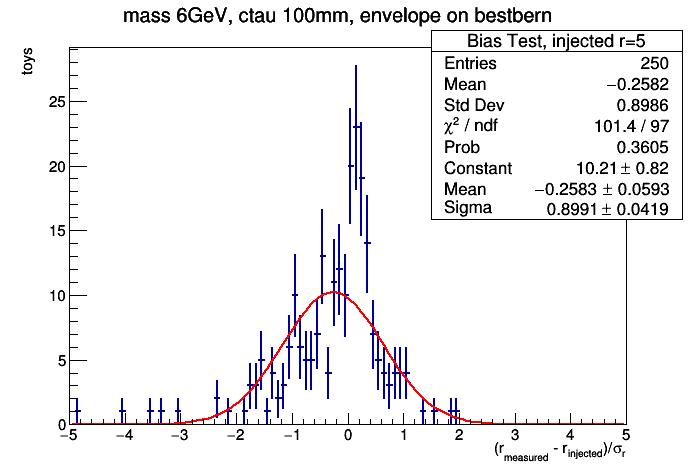 mass 6GeV, ctau 100mm, envelope on bestbern
Bias Test, injected r=5
Entries 250
Mean −0.2582
Std Dev 0.8986
χ² / ndf 101.4 / 97
Prob 0.3605
Constant 10.21 ± 0.82
Mean −0.2583 ± 0.0593
Sigma 0.8991 ± 0.0419
toys
25
20
15
10
5
0
−5 −4 −3 −2 −1 0 1 2 3 4 5
(r_measured - r_injected)/σ_r